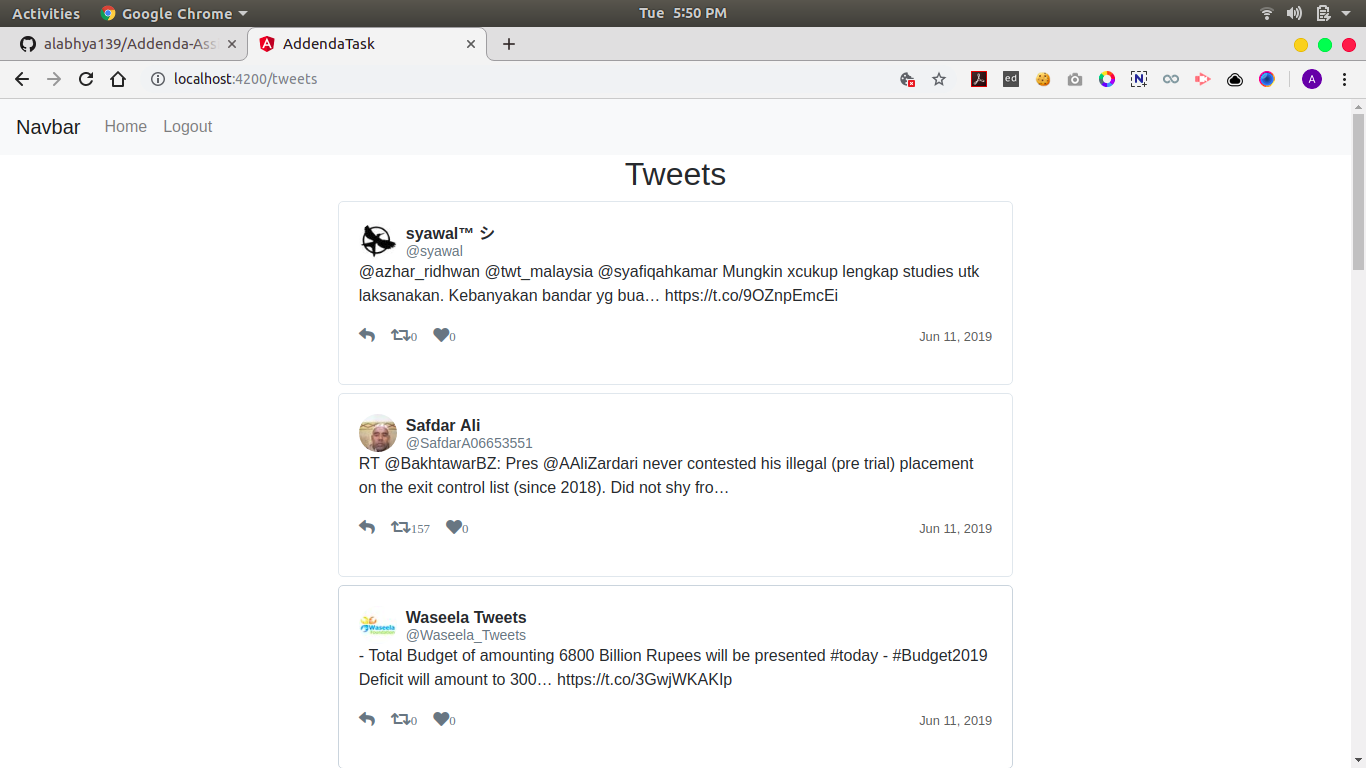 Activities Google Chrome Tue 5:50 PM
alabhya139/Addenda-Ass AddendaTask
localhost:4200/tweets ed N A
Navbar Home Logout
Tweets
syawal™ シ
@syawal
@azhar_ridhwan @twt_malaysia @syafiqahkamar Mungkin xcukup lengkap studies utk
laksanakan. Kebanyakan bandar yg bua… https://t.co/9OZnpEmcEi
0 0 Jun 11, 2019
Safdar Ali
@SafdarA06653551
RT @BakhtawarBZ: Pres @AAliZardari never contested his illegal (pre trial) placement
on the exit control list (since 2018). Did not shy fro…
157 0 Jun 11, 2019
Waseela
Waseela Tweets
@Waseela_Tweets
- Total Budget of amounting 6800 Billion Rupees will be presented #today - #Budget2019
Deficit will amount to 300… https://t.co/3GwjWKAKIp
0 0 Jun 11, 2019